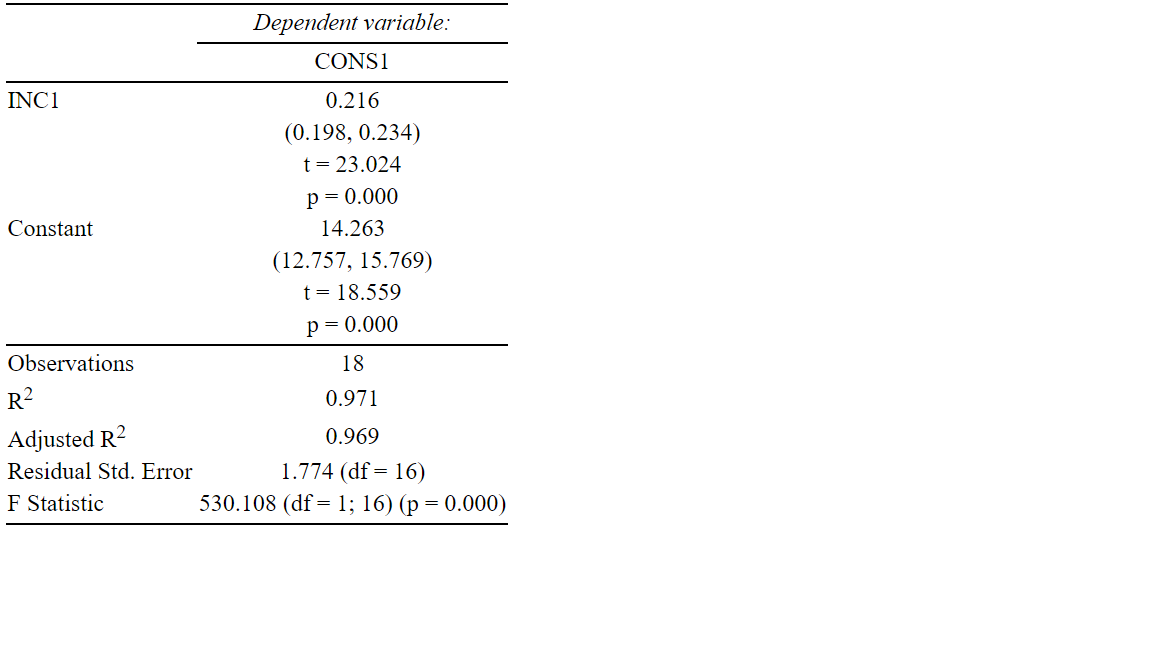 Dependent variable:
CONS1
INC1 0.216
(0.198, 0.234)
t = 23.024
p = 0.000
Constant 14.263
(12.757, 15.769)
t = 18.559
p = 0.000
Observations 18
R2 0.971
Adjusted R2 0.969
Residual Std. Error 1.774 (df = 16)
F Statistic 530.108 (df = 1; 16) (p = 0.000)